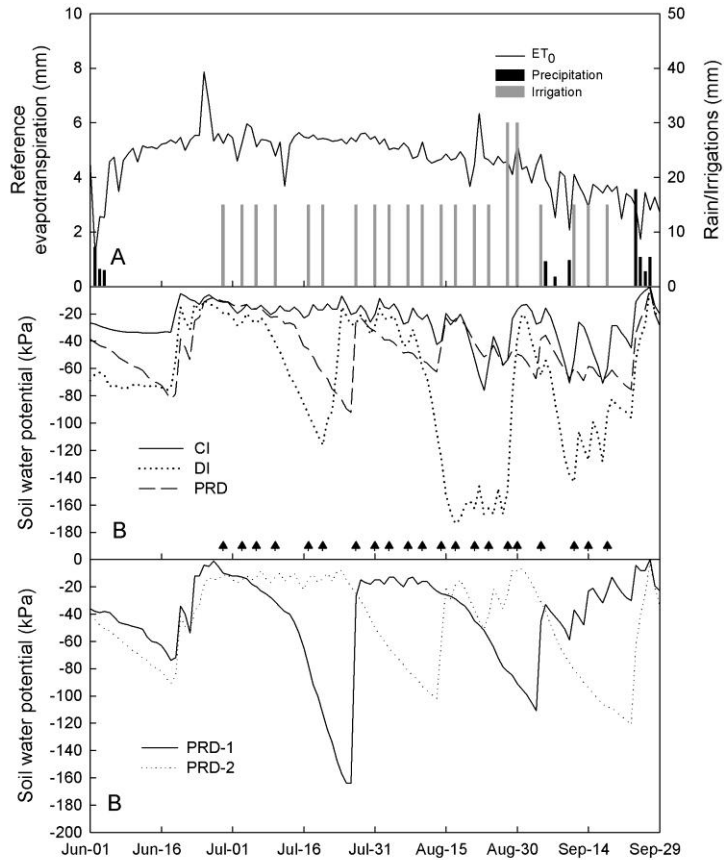 10
8
6
4
2
0
Reference
evapotranspiration (mm)
A
ET0
Precipitation
Irrigation
50
40
30
20
10
0
Rain/Irrigations (mm)
-20
-40
-60
-80
-100
-120
-140
-160
-180
Soil water potential (kPa)
CI
DI
PRD
B
0
-20
-40
-60
-80
-100
-120
-140
-160
-180
-200
Soil water potential (kPa)
PRD-1
PRD-2
B
Jun-01 Jun-16 Jul-01 Jul-16 Jul-31 Aug-15 Aug-30 Sep-14 Sep-29